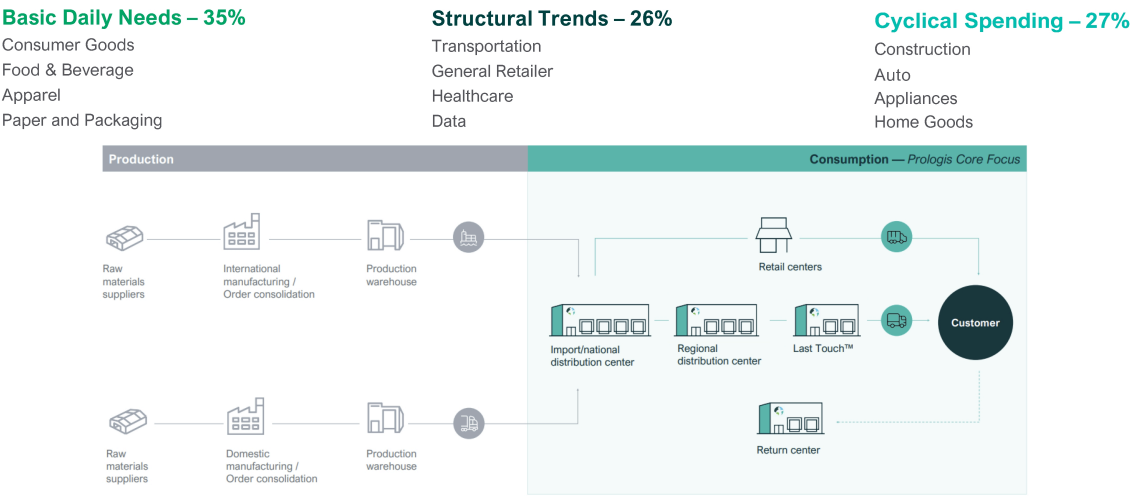 Basic Daily Needs – 35%
Consumer Goods
Food & Beverage
Apparel
Paper and Packaging
Structural Trends – 26%
Transportation
General Retailer
Healthcare
Data
Cyclical Spending – 27%
Construction
Auto
Appliances
Home Goods
Production
Consumption — Prologis Core Focus
Raw
materials
suppliers
International
manufacturing /
Order consolidation
Production
warehouse
Retail centers
Import/national
distribution center
Regional
distribution center
Last Touch™
Customer
Raw
materials
suppliers
Domestic
manufacturing /
Order consolidation
Production
warehouse
Return center